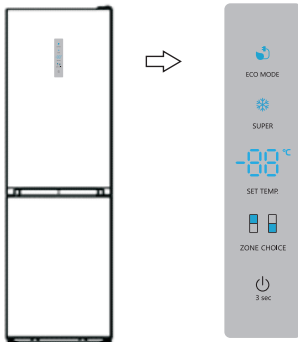 ECO MODE
SUPER
-88°C
SET TEMP.
ZONE CHOICE
3 sec